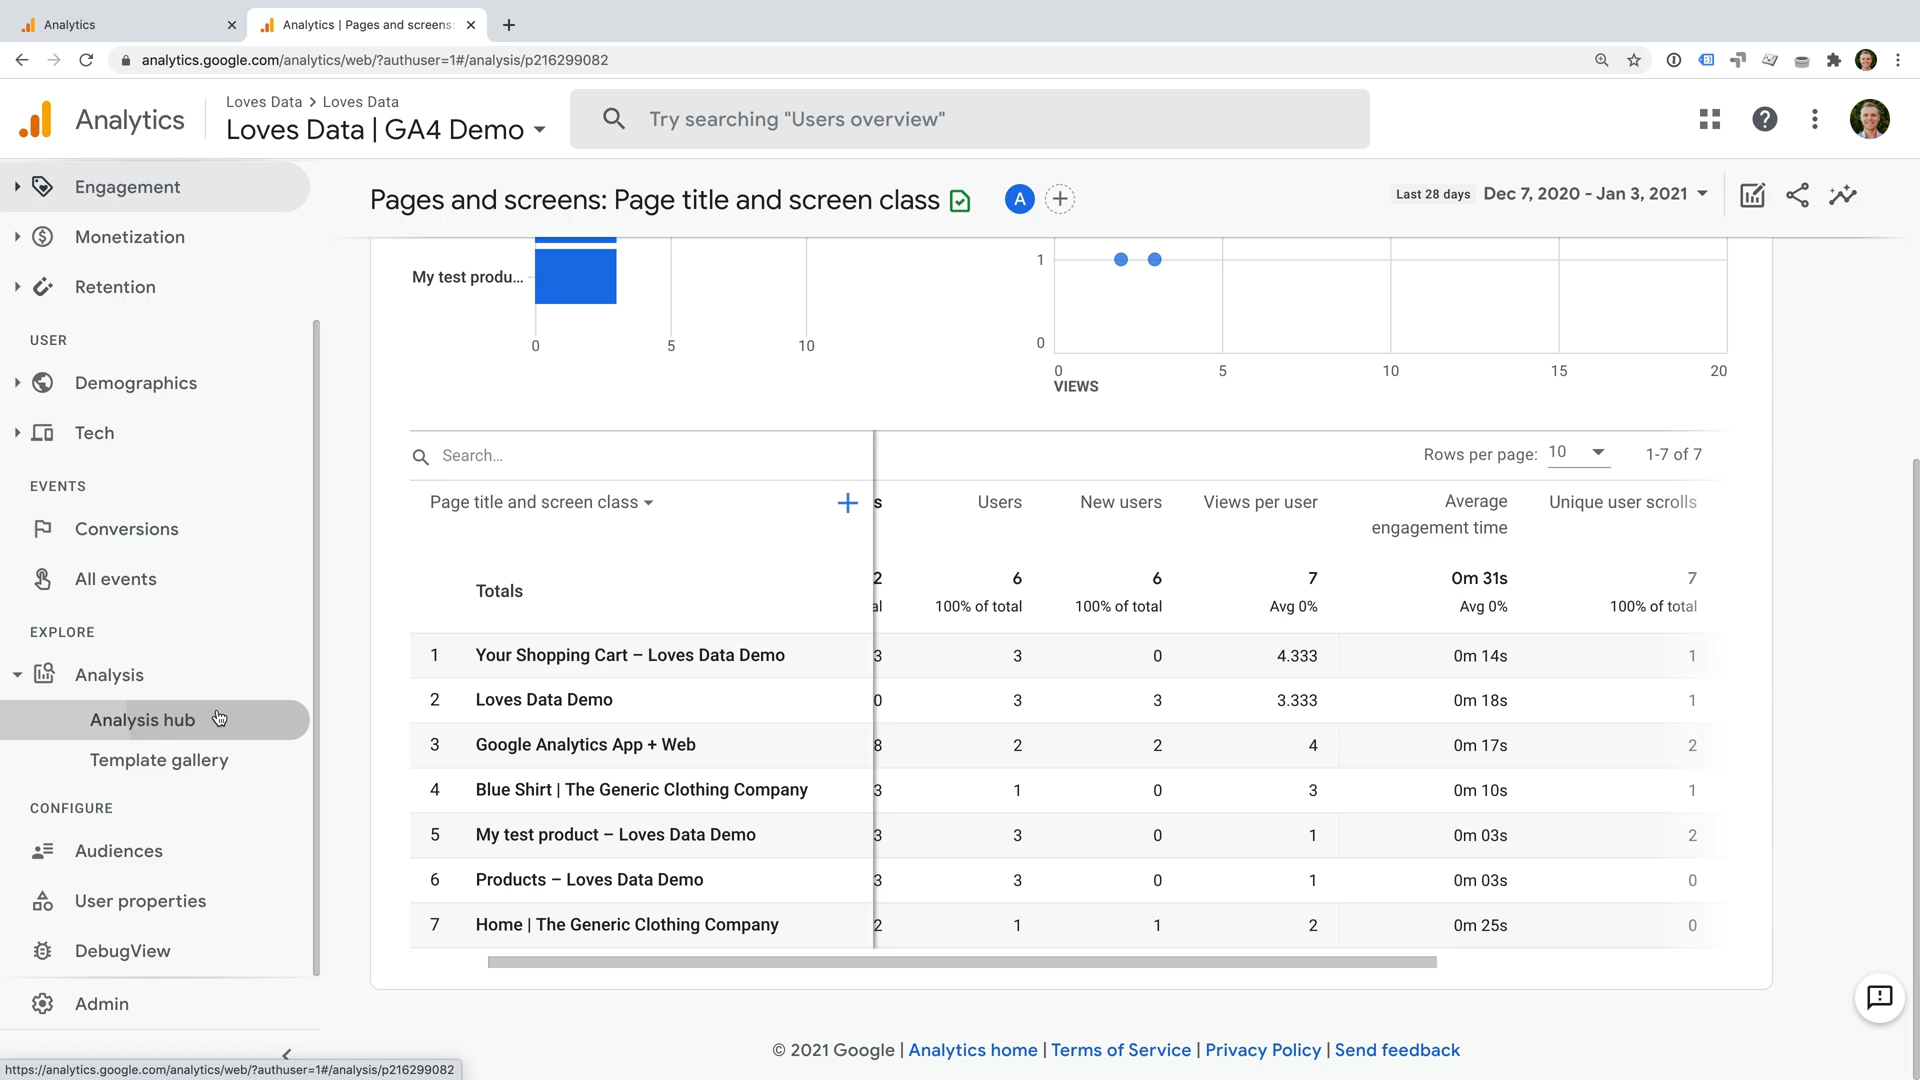 Analytics
Analytics | Pages and screens:
analytics.google.com/analytics/web/?authuser=1#/analysis/p216299082
Analytics
Loves Data > Loves Data
Loves Data | GA4 Demo
Try searching "Users overview"
Engagement
Monetization
Retention
USER
Demographics
Tech
EVENTS
Conversions
All events
EXPLORE
Analysis
Analysis hub
Template gallery
CONFIGURE
Audiences
User properties
DebugView
Admin
Pages and screens: Page title and screen class
A
Last 28 days Dec 7, 2020 - Jan 3, 2021
My test produ...
0 5 10
1
0
0 5 10 15 20
VIEWS
Search...
Rows per page: 10 1-7 of 7
Page title and screen class + s Users New users Views per user Average engagement time Unique user scrolls
Totals 2 6 6 7 0m 31s 7
al 100% of total 100% of total Avg 0% Avg 0% 100% of total
1 Your Shopping Cart – Loves Data Demo 3 3 0 4.333 0m 14s 1
2 Loves Data Demo 0 3 3 3.333 0m 18s 1
3 Google Analytics App + Web 8 2 2 4 0m 17s 2
4 Blue Shirt | The Generic Clothing Company 3 1 0 3 0m 10s 1
5 My test product – Loves Data Demo 3 3 0 1 0m 03s 2
6 Products – Loves Data Demo 3 3 0 1 0m 03s 0
7 Home | The Generic Clothing Company 2 1 1 2 0m 25s 0
© 2021 Google | Analytics home | Terms of Service | Privacy Policy | Send feedback
https://analytics.google.com/analytics/web/?authuser=1#/analysis/p216299082